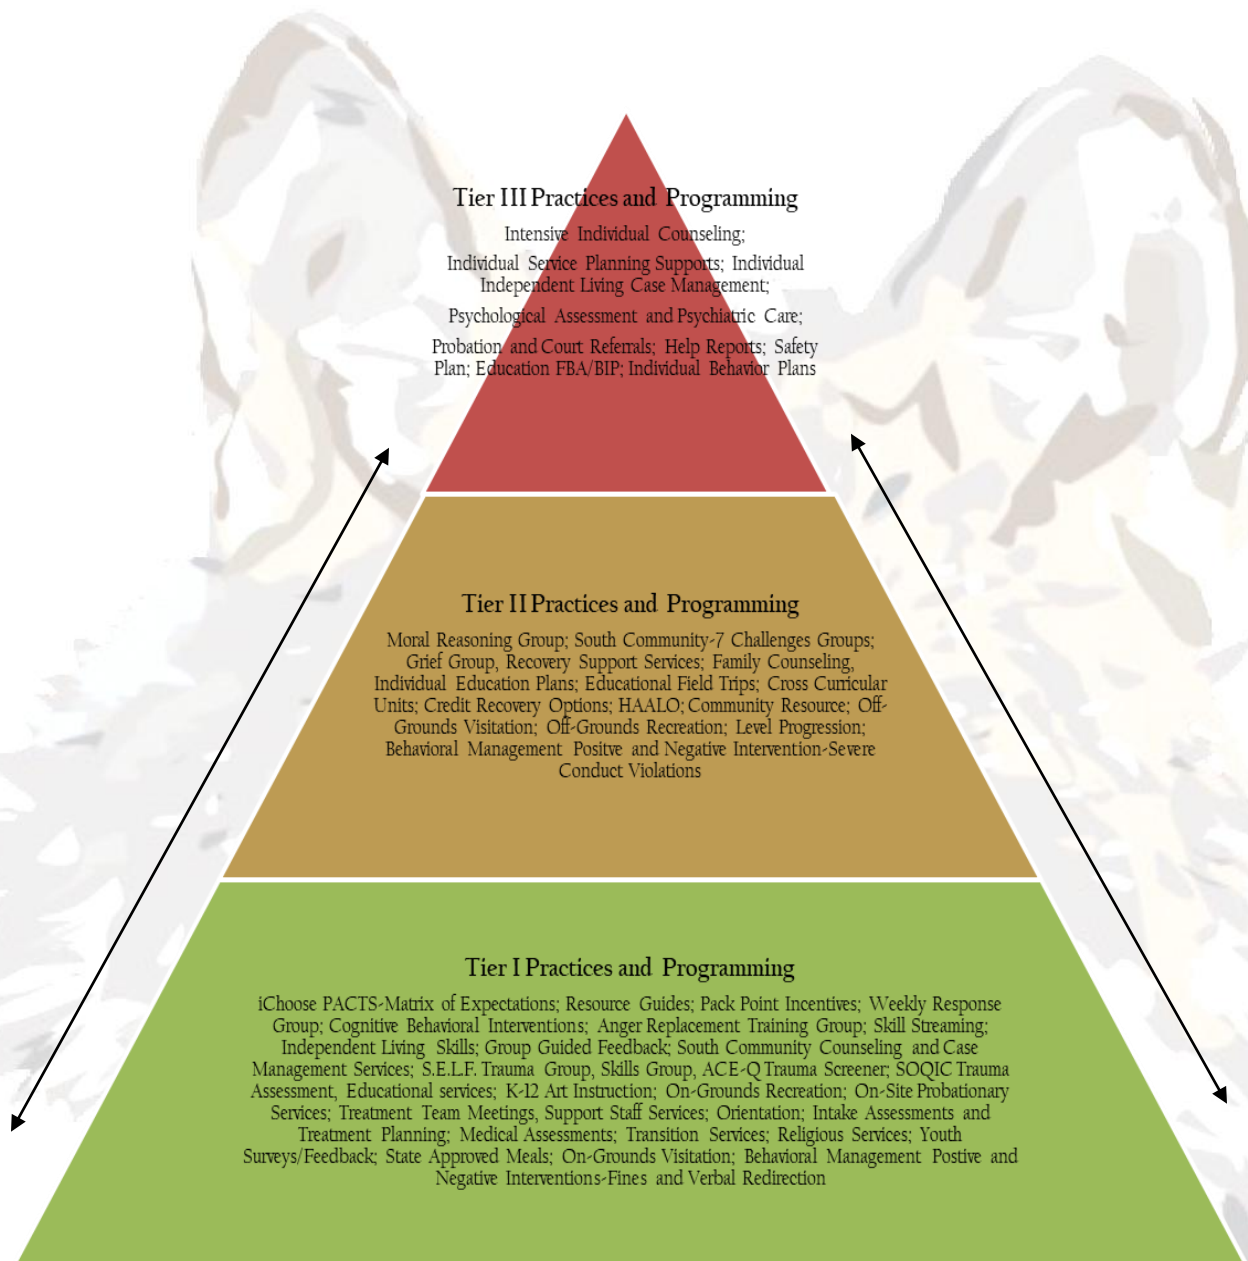 Tier III Practices and Programming
Intensive Individual Counseling;
Individual Service Planning Supports; Individual
Independent Living Case Management;
Psychological Assessment and Psychiatric Care;
Probation and Court Referrals; Help Reports; Safety
Plan; Education FBA/BIP; Individual Behavior Plans
Tier II Practices and Programming
Moral Reasoning Group; South Community-7 Challenges Groups;
Grief Group, Recovery Support Services; Family Counseling,
Individual Education Plans; Educational Field Trips; Cross Curricular
Units; Credit Recovery Options; HAALO; Community Resource; Off-
Grounds Visitation; Off-Grounds Recreation; Level Progression;
Behavioral Management Positve and Negative Intervention-Severe
Conduct Violations
Tier I Practices and Programming
iChoose PACTS-Matrix of Expectations; Resource Guides; Pack Point Incentives; Weekly Response
Group; Cognitive Behavioral Interventions; Anger Replacement Training Group; Skill Streaming;
Independent Living Skills; Group Guided Feedback; South Community Counseling and Case
Management Services; S.E.L.F. Trauma Group, Skills Group, ACE-Q Trauma Screener; SOQIC Trauma
Assessment, Educational services; K-12 Art Instruction; On-Grounds Recreation; On-Site Probationary
Services; Treatment Team Meetings, Support Staff Services; Orientation; Intake Assessments and
Treatment Planning; Medical Assessments; Transition Services; Religious Services; Youth
Surveys/Feedback; State Approved Meals; On-Grounds Visitation; Behavioral Management Postive and
Negative Interventions-Fines and Verbal Redirection